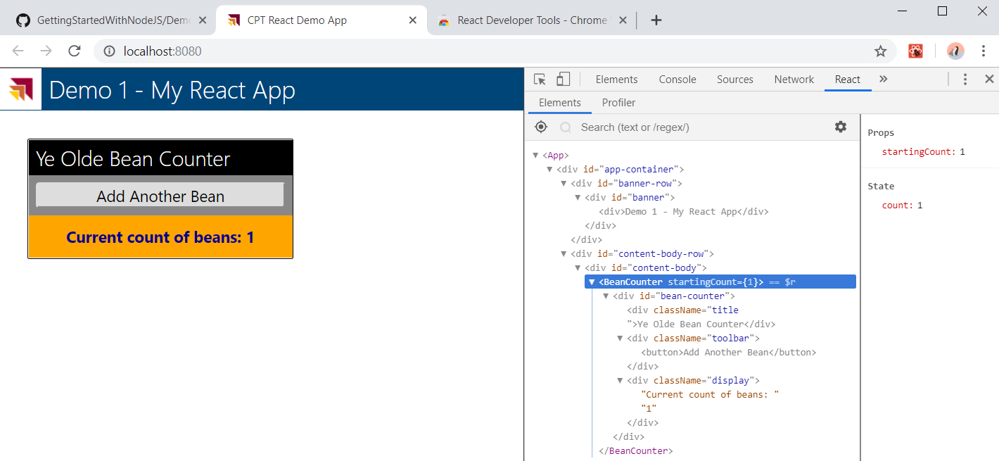 GettingStartedWithNodeJS/Demo
CPT React Demo App
React Developer Tools - Chrome
localhost:8080
Demo 1 - My React App
Ye Olde Bean Counter
Add Another Bean
Current count of beans: 1
Elements Console Sources Network React »
Elements Profiler
Search (text or /regex/)
<App>
<div id="app-container">
<div id="banner-row">
<div id="banner">
<div>Demo 1 - My React App</div>
</div>
</div>
<div id="content-body-row">
<div id="content-body">
<BeanCounter startingCount={1}> == $r
<div id="bean-counter">
<div className="title
">Ye Olde Bean Counter</div>
<div className="toolbar">
<button>Add Another Bean</button>
</div>
<div className="display">
"Current count of beans: "
"1"
</div>
</div>
</BeanCounter>
Props
startingCount: 1
State
count: 1